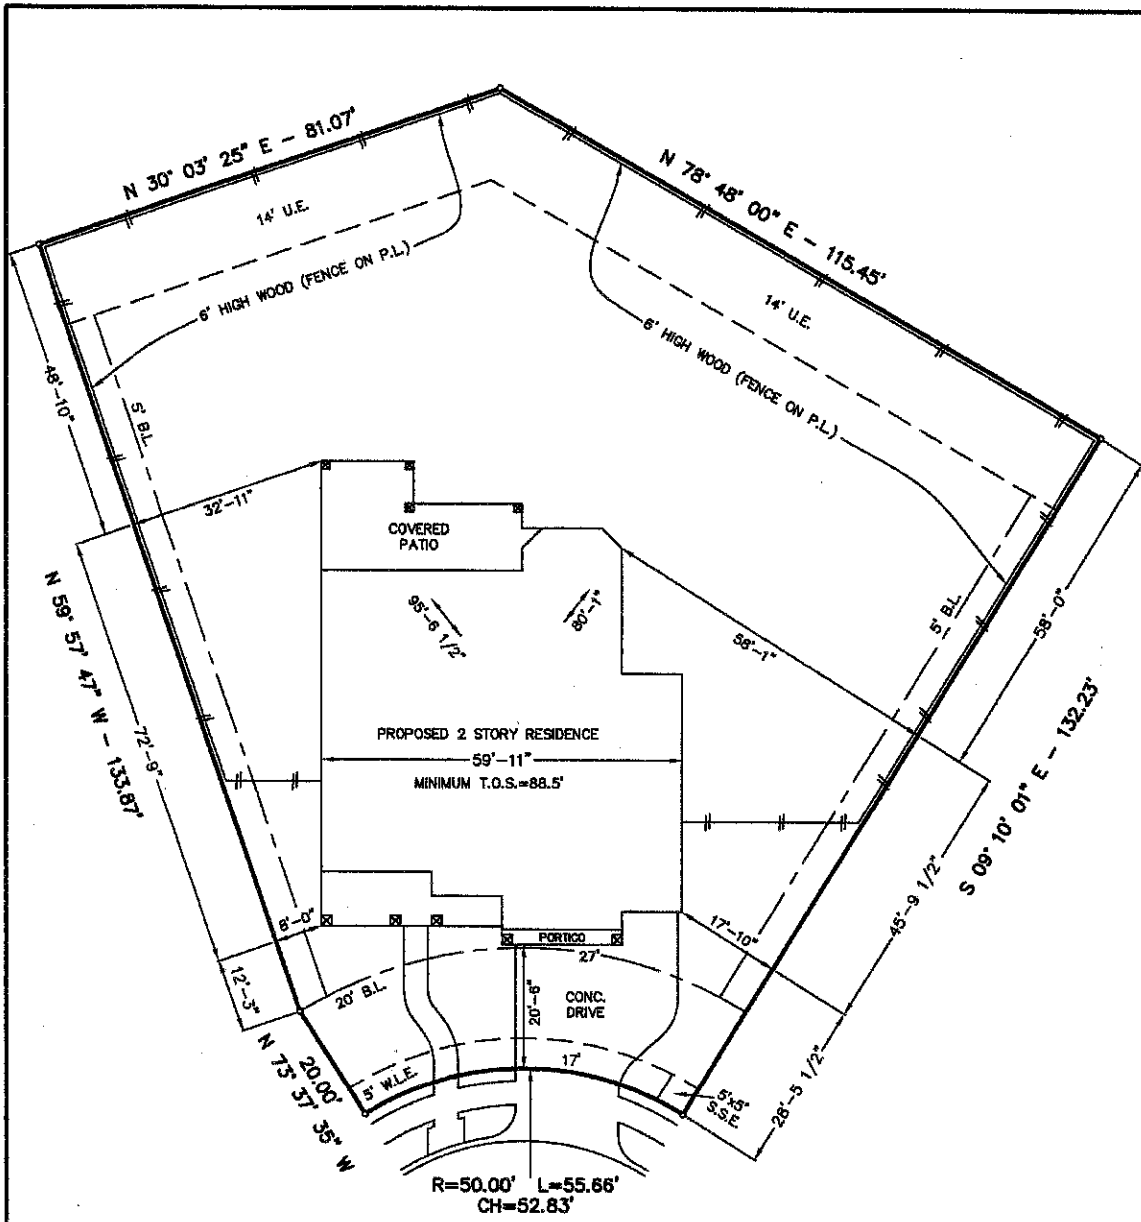 N 30° 03' 25" E - 81.07'
14' U.E.
6' HIGH WOOD (FENCE ON P.L.)
N 78° 48' 00" E - 115.45'
14' U.E.
6' HIGH WOOD (FENCE ON P.L.)
48'-10"
5' B.L.
32'-11"
COVERED
PATIO
95'-6 1/2"
80'-1"
58'-1"
5' B.L.
58'-0"
N 59° 57' 47" W - 133.87'
72'-9"
PROPOSED 2 STORY RESIDENCE
59'-11"
MINIMUM T.O.S.=88.5'
S 09° 10' 01" E - 132.23'
45'-9 1/2"
8'-0"
17'-10"
PORTICO
27'
12'-3"
20' B.L.
20'-6"
CONC.
DRIVE
28'-5 1/2"
20.00'
N 73° 37' 35" W
5' W.L.E.
17'
5'x5'
S.S.E
R=50.00' L=55.66'
CH=52.83'